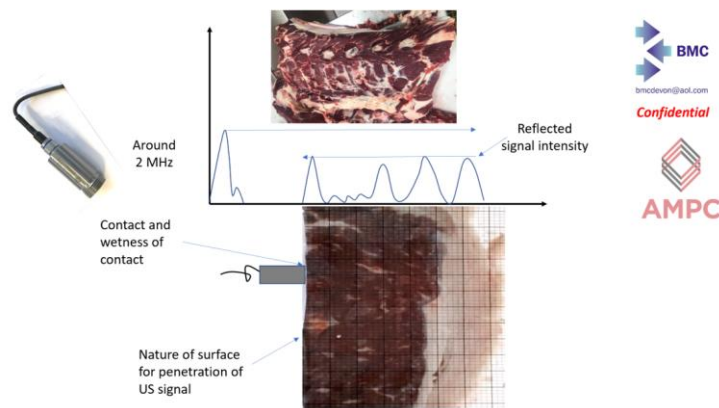 BMC
bmcdevon@aol.com
Confidential
AMPC
Around
2 MHz
Reflected
signal intensity
Contact and
wetness of
contact
Nature of surface
for penetration of
US signal